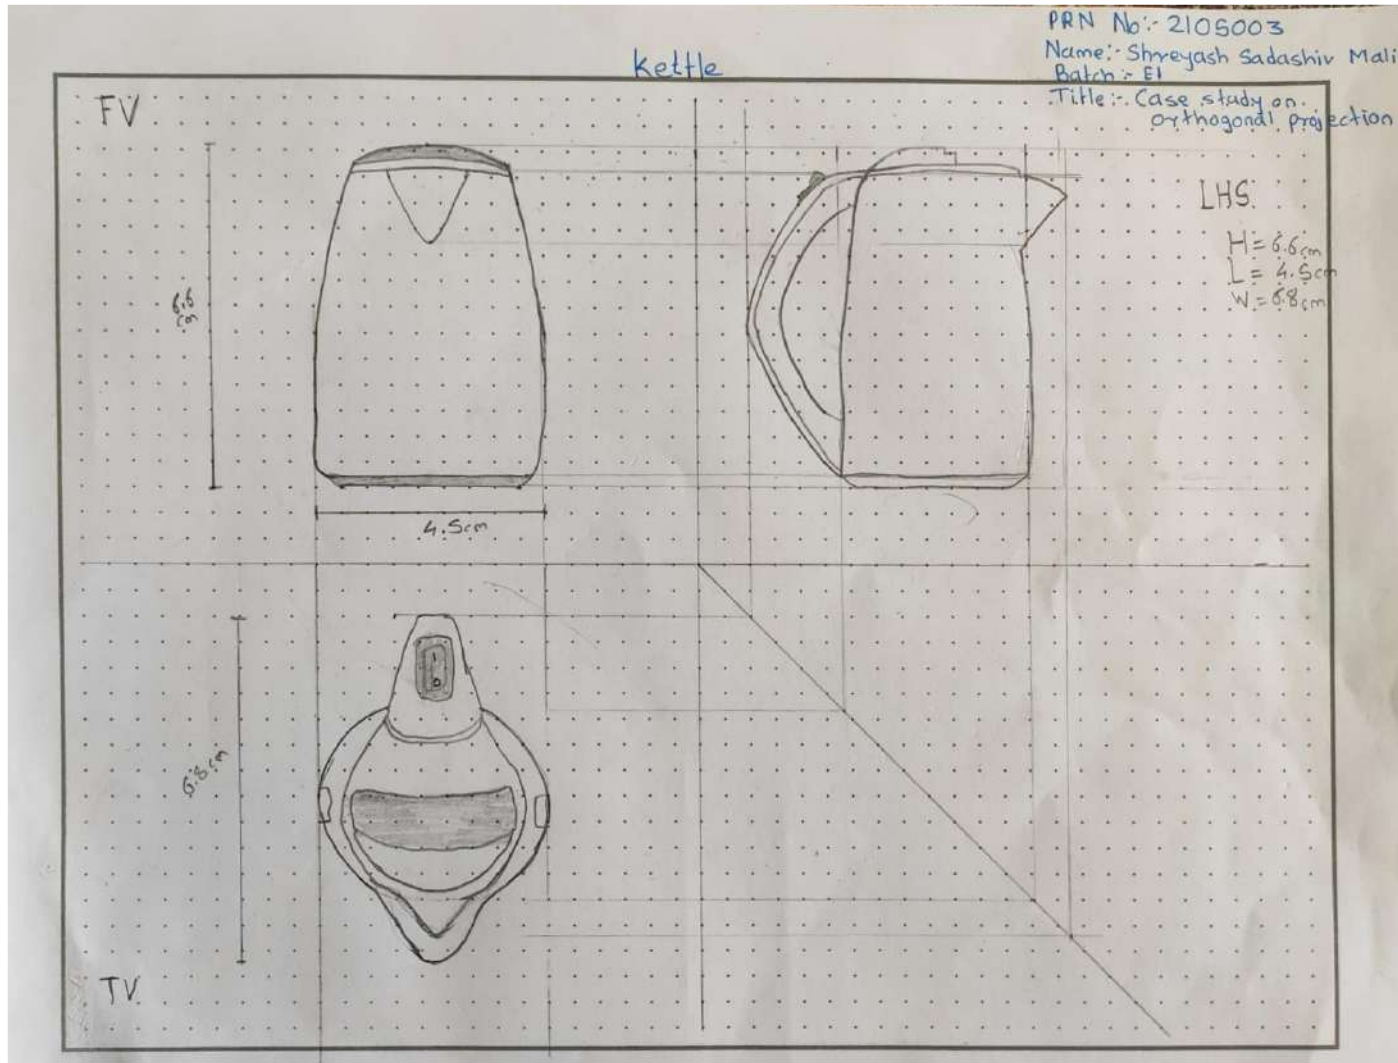 PRN No:- 2105003
Name:- Shreyash Sadashiv Mali
Batch :- E1
Title :- Case study on
orthogonal projection
Kettle
FV
LHS
H = 6.6cm
L = 4.5cm
W = 6.8cm
6.6
cm
4.5cm
6.8cm
TV